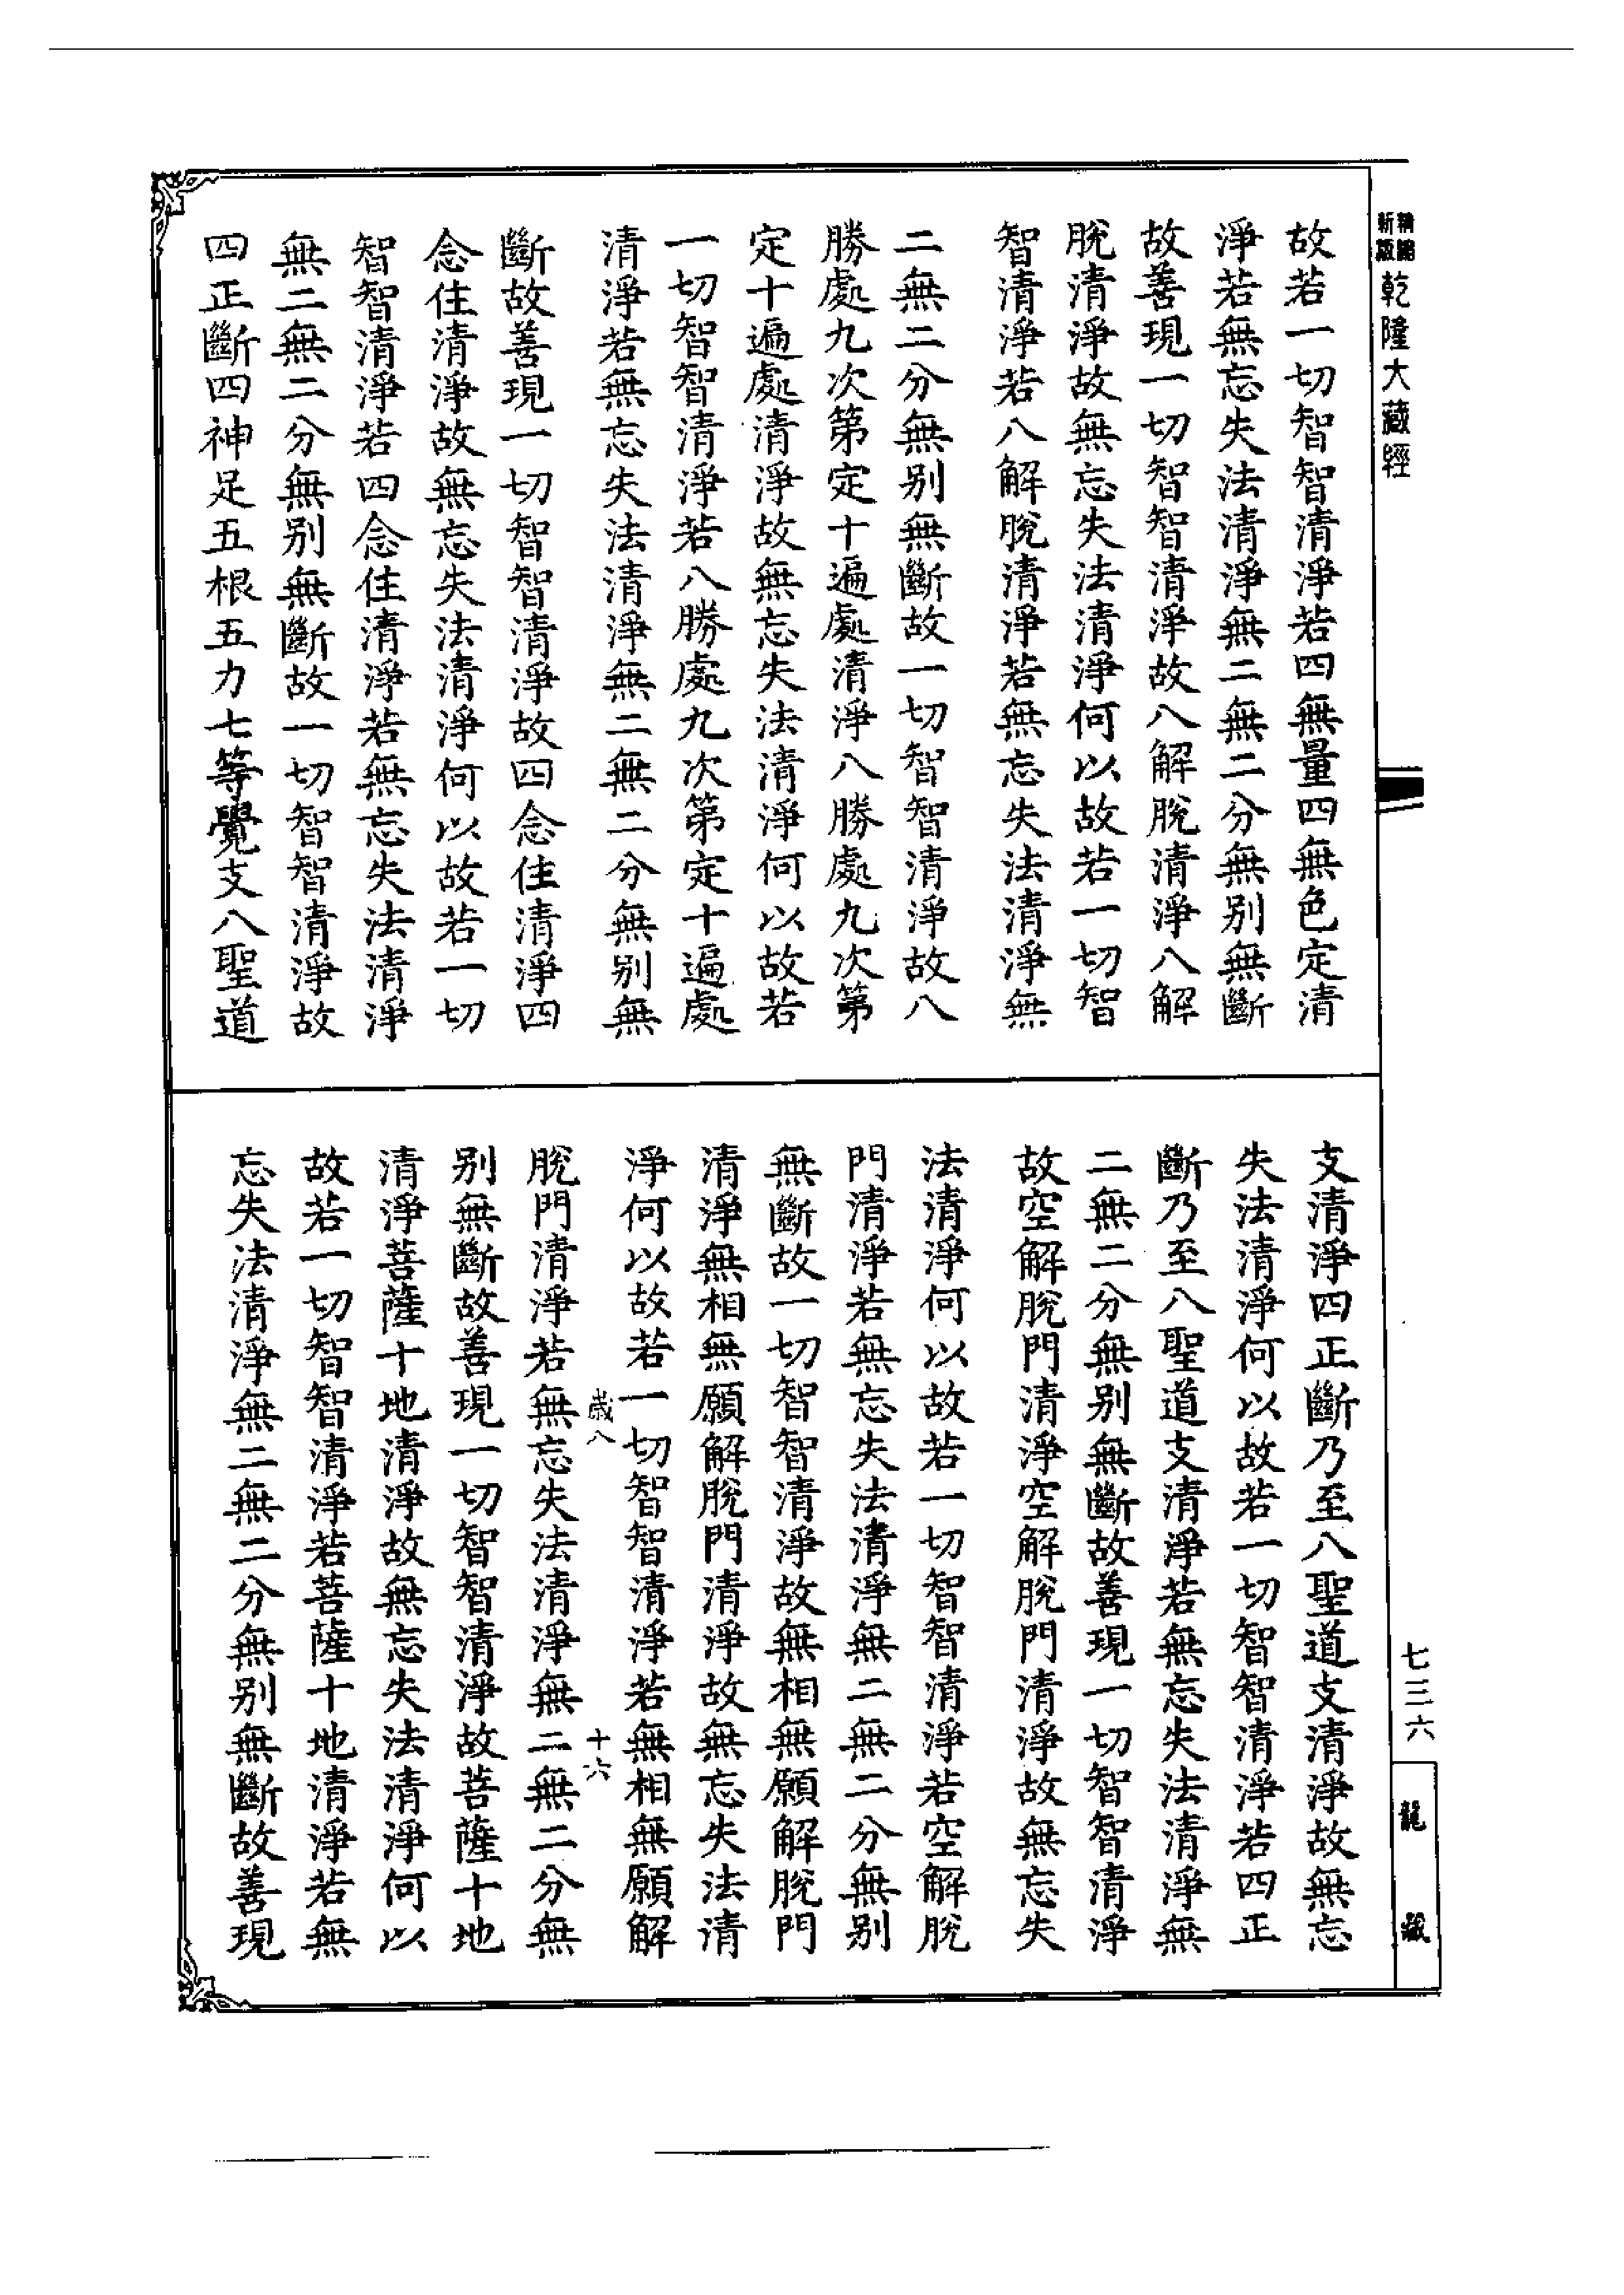 精編新版乾隆大藏經
故若一切智智清淨若四無量四無色定清
淨若無忘失法清淨無二無二分無别無斷
故善現一切智智清淨故八解脫清淨八解
脫清淨故無忘失法清淨何以故若一切智
智清淨若八解脫清淨若無忘失法清淨無
二無二分無别無斷故一切智智清淨故八
勝處九次第定十遍處清淨八勝處九次第
定十遍處清淨故無忘失法清淨何以故若
一切智智清淨若八勝處九次第定十遍處
清淨若無忘失法清淨無二無二分無别無
斷故善現一切智智清淨故四念住清淨四
念住清淨故無忘失法清淨何以故若一切
智智清淨若四念住清淨若無忘失法清淨
無二無二分無别無斷故一切智智清淨故
四正斷四神足五根五力七等覺支八聖道
支清淨四正斷乃至八聖道支清淨故無忘
失法清淨何以故若一切智智清淨若四正
斷乃至八聖道支清淨若無忘失法清淨無
二無二分無别無斷故善現一切智智清淨
故空解脫門清淨空解脫門清淨故無忘失
法清淨何以故若一切智智清淨若空解脫
門清淨若無忘失法清淨無二無二分無别
無斷故一切智智清淨故無相無願解脫門
清淨無相無願解脫門清淨故無忘失法清
淨何以故若一切智智清淨若無相無願解
歲八 十六
脫門清淨若無忘失法清淨無二無二分無
别無斷故善現一切智智清淨故菩薩十地
清淨菩薩十地清淨故無忘失法清淨何以
故若一切智智清淨若菩薩十地清淨若無
忘失法清淨無二無二分無别無斷故善現
七三六
龍藏